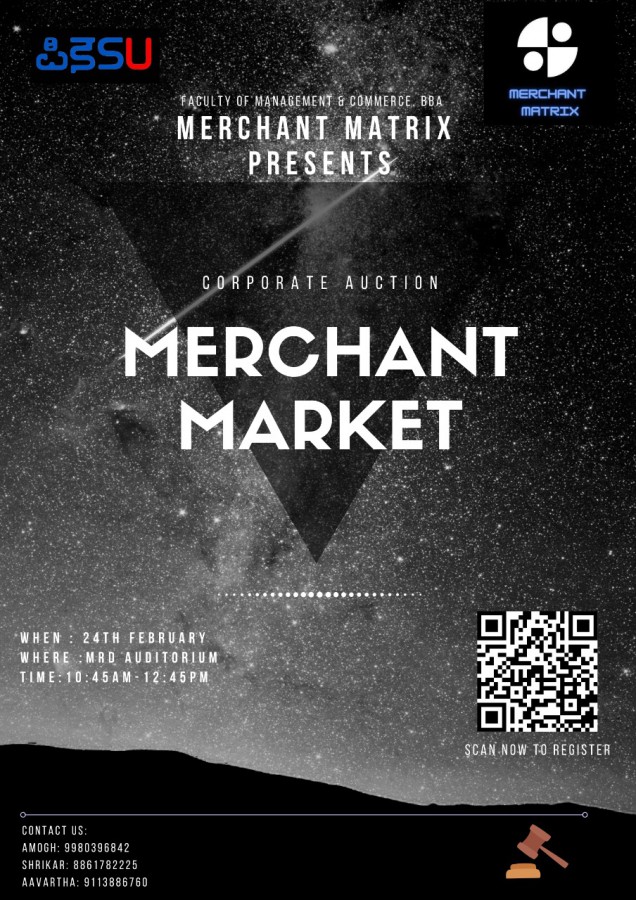 MERCHANT
MATRIX
FACULTY OF MANAGEMENT & COMMERCE, BBA
MERCHANT MATRIX
PRESENTS
CORPORATE AUCTION
MERCHANT
MARKET
WHEN : 24TH FEBRUARY
WHERE :MRD AUDITORIUM
TIME:10:45AM-12:45PM
SCAN NOW TO REGISTER
CONTACT US:
AMOGH: 9980396842
SHRIKAR: 8861782225
AAVARTHA: 9113886760